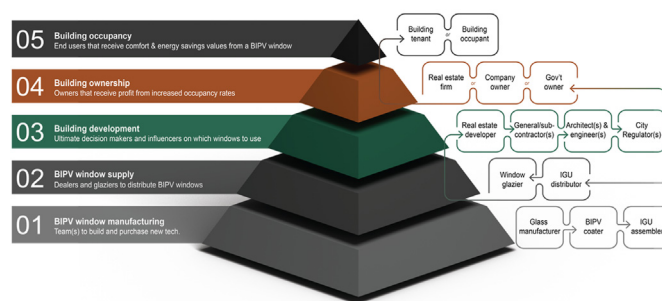 05
Building occupancy
End users that receive comfort & energy savings values from a BIPV window
Building tenant
or
Building occupant
04
Building ownership
Owners that receive profit from increased occupancy rates
Real estate firm
or
Company owner
or
Gov't owner
03
Building development
Ultimate decision makers and influencers on which windows to use
Real estate developer
General/sub-contractor(s)
Architect(s) & engineer(s)
City Regulator(s)
02
BIPV window supply
Dealers and glaziers to distribute BIPV windows
Window glazier
IGU distributor
01
BIPV window manufacturing
Team(s) to build and purchase new tech.
Glass manufacturer
BIPV coater
IGU assembler